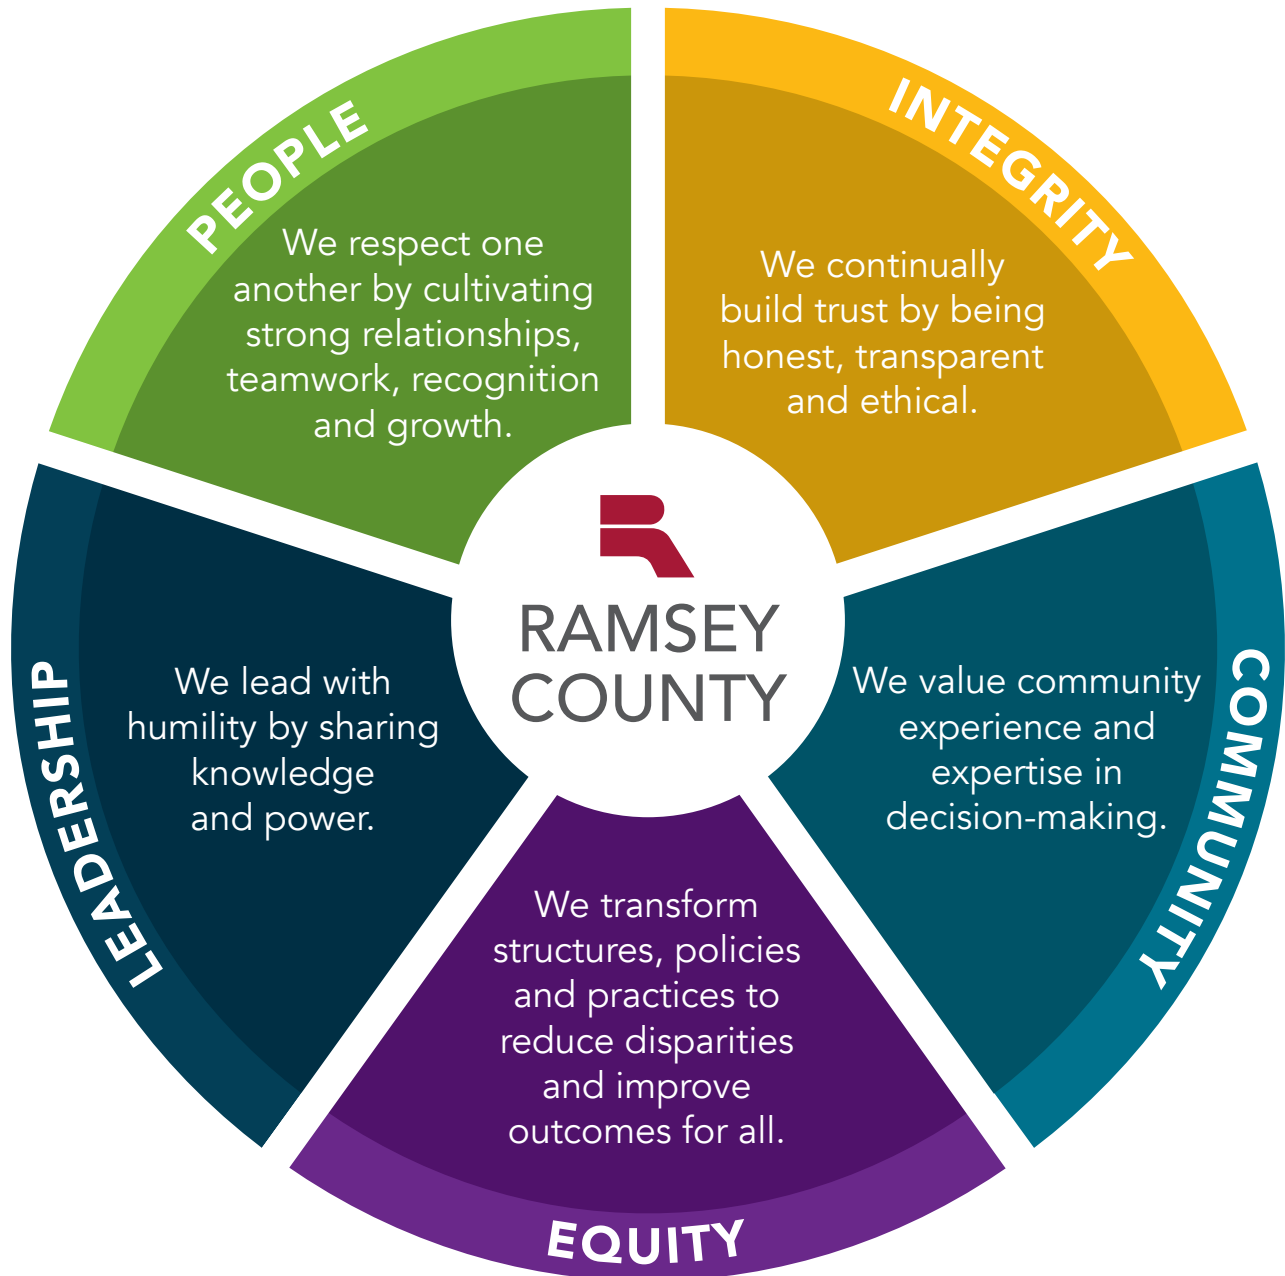 PEOPLE
We respect one
another by cultivating
strong relationships,
teamwork, recognition
and growth.
INTEGRITY
We continually
build trust by being
honest, transparent
and ethical.
COMMUNITY
We value community
experience and
expertise in
decision-making.
EQUITY
We transform
structures, policies
and practices to
reduce disparities
and improve
outcomes for all.
LEADERSHIP
We lead with
humility by sharing
knowledge
and power.
RAMSEY
COUNTY